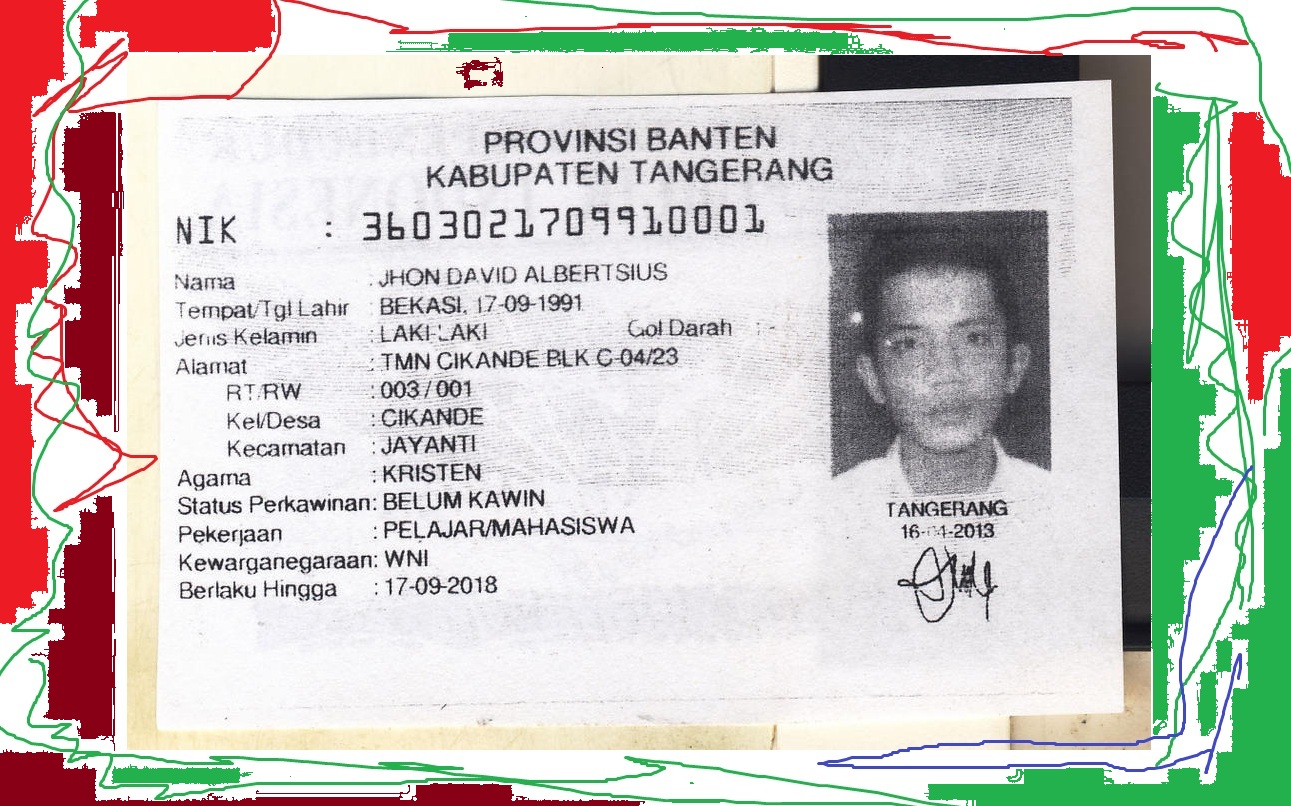 PROVINSI BANTEN
KABUPATEN TANGERANG
NIK : 3603021709910001
Nama : JHON DAVID ALBERTSIUS
Tempat/Tgl Lahir : BEKASI, 17-09-1991
Jenis Kelamin : LAKI-LAKI Gol Darah : -
Alamat : TMN CIKANDE BLK C-04/23
RT/RW : 003 / 001
Kel/Desa : CIKANDE
Kecamatan : JAYANTI
Agama : KRISTEN
Status Perkawinan: BELUM KAWIN
Pekerjaan : PELAJAR/MAHASISWA
Kewarganegaraan: WNI
Berlaku Hingga : 17-09-2018
TANGERANG
16-04-2013